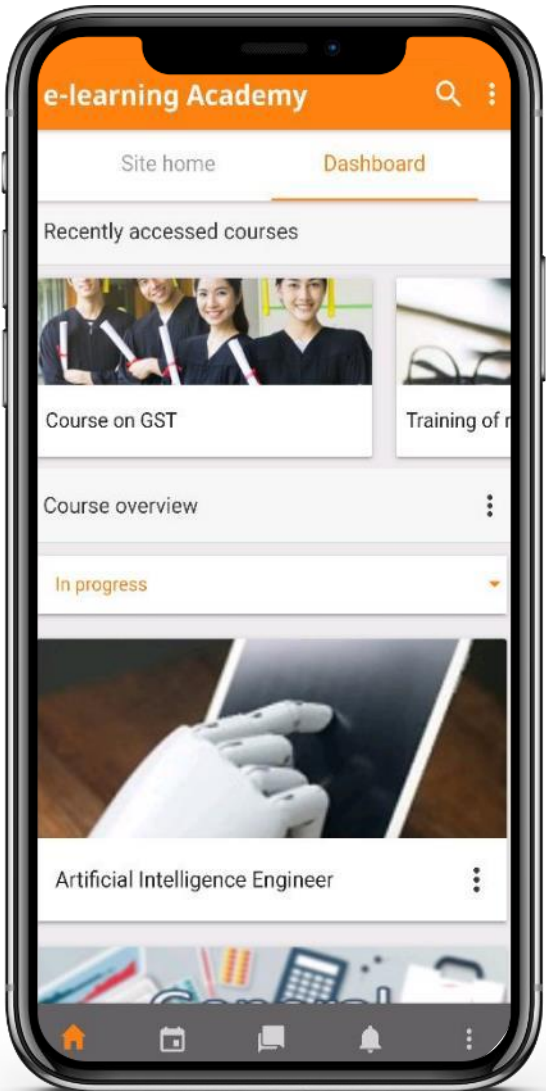 e-learning Academy
Site home Dashboard
Recently accessed courses
Course on GST Training of
Course overview
In progress
Artificial Intelligence Engineer
General